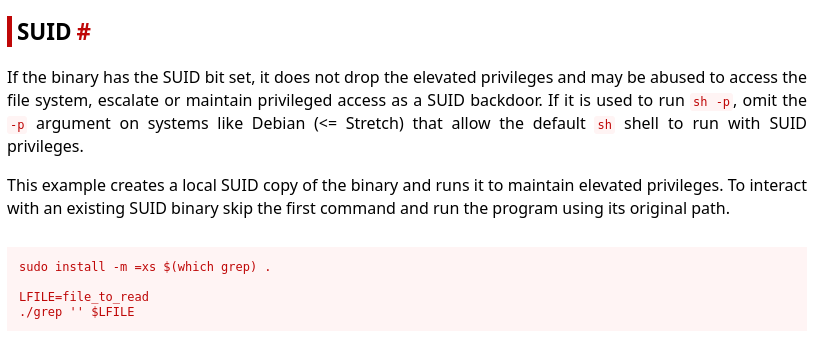 SUID #
If the binary has the SUID bit set, it does not drop the elevated privileges and may be abused to access the
file system, escalate or maintain privileged access as a SUID backdoor. If it is used to run sh -p, omit the
-p argument on systems like Debian (<= Stretch) that allow the default sh shell to run with SUID
privileges.
This example creates a local SUID copy of the binary and runs it to maintain elevated privileges. To interact
with an existing SUID binary skip the first command and run the program using its original path.
sudo install -m =xs $(which grep) .
LFILE=file_to_read
./grep '' $LFILE